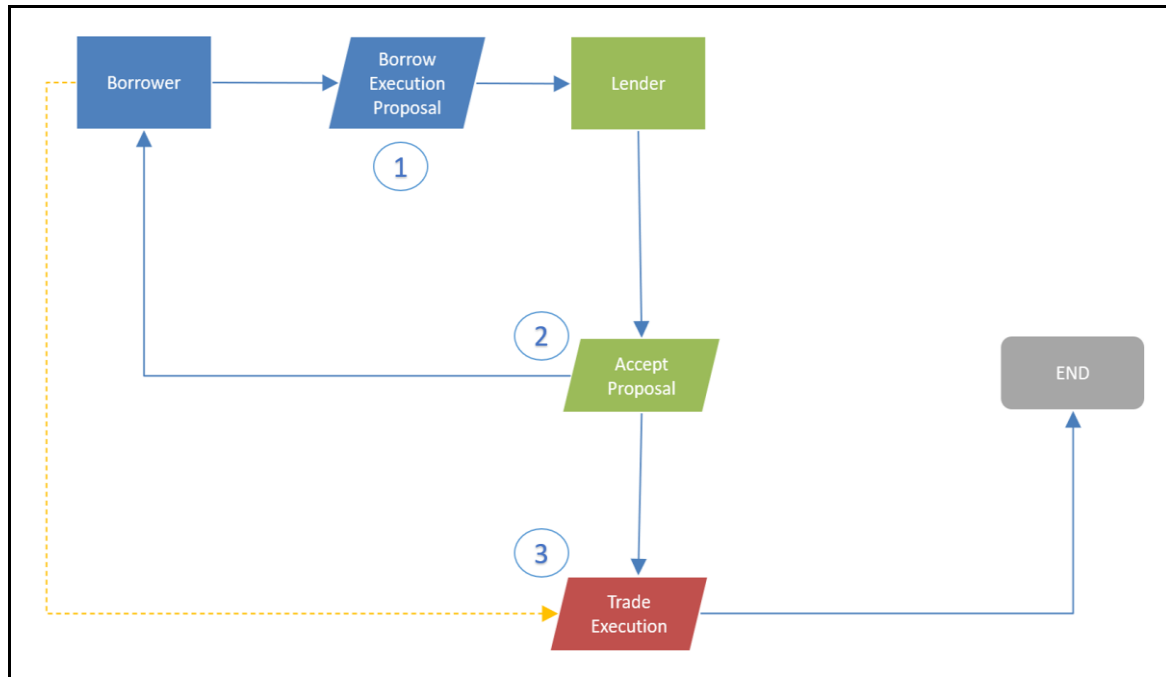 Borrower
Borrow
Execution
Proposal
Lender
1
2
Accept
Proposal
END
3
Trade
Execution